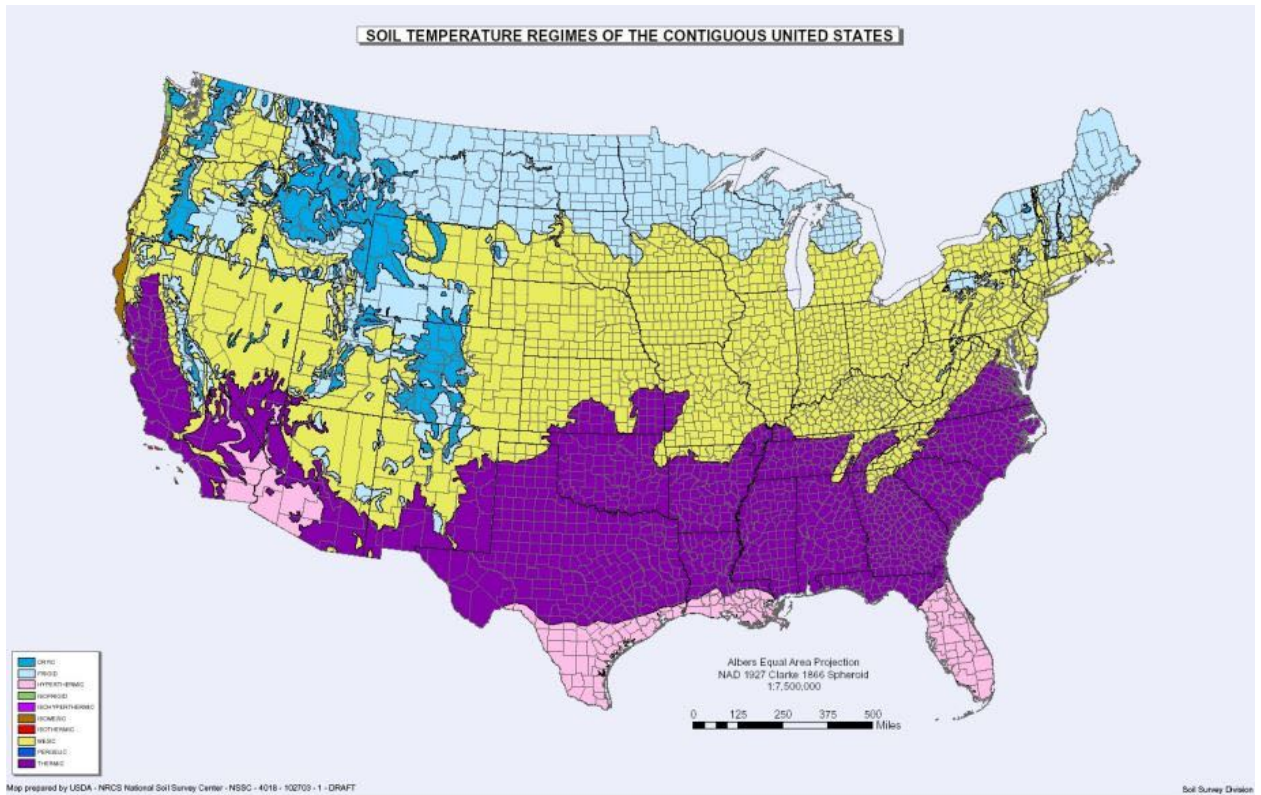 SOIL TEMPERATURE REGIMES OF THE CONTIGUOUS UNITED STATES
CRYIC
FRIGID
HYPERTHERMIC
ISOFRIGID
ISOHYPERTHERMIC
ISOMESIC
ISOTHERMIC
MESIC
PERGELIC
THERMIC
Albers Equal Area Projection
NAD 1927 Clarke 1866 Spheroid
1:7,500,000
0 125 250 375 500
Miles
Map prepared by USDA - NRCS National Soil Survey Center - NSSC - 4018 - 102703 - 1 - DRAFT
Soil Survey Division